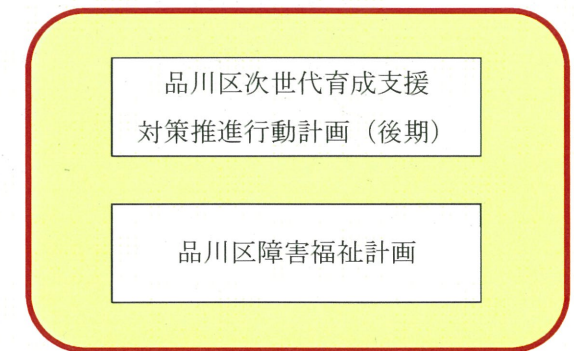 品川区次世代育成支援
対策推進行動計画（後期）
品川区障害福祉計画